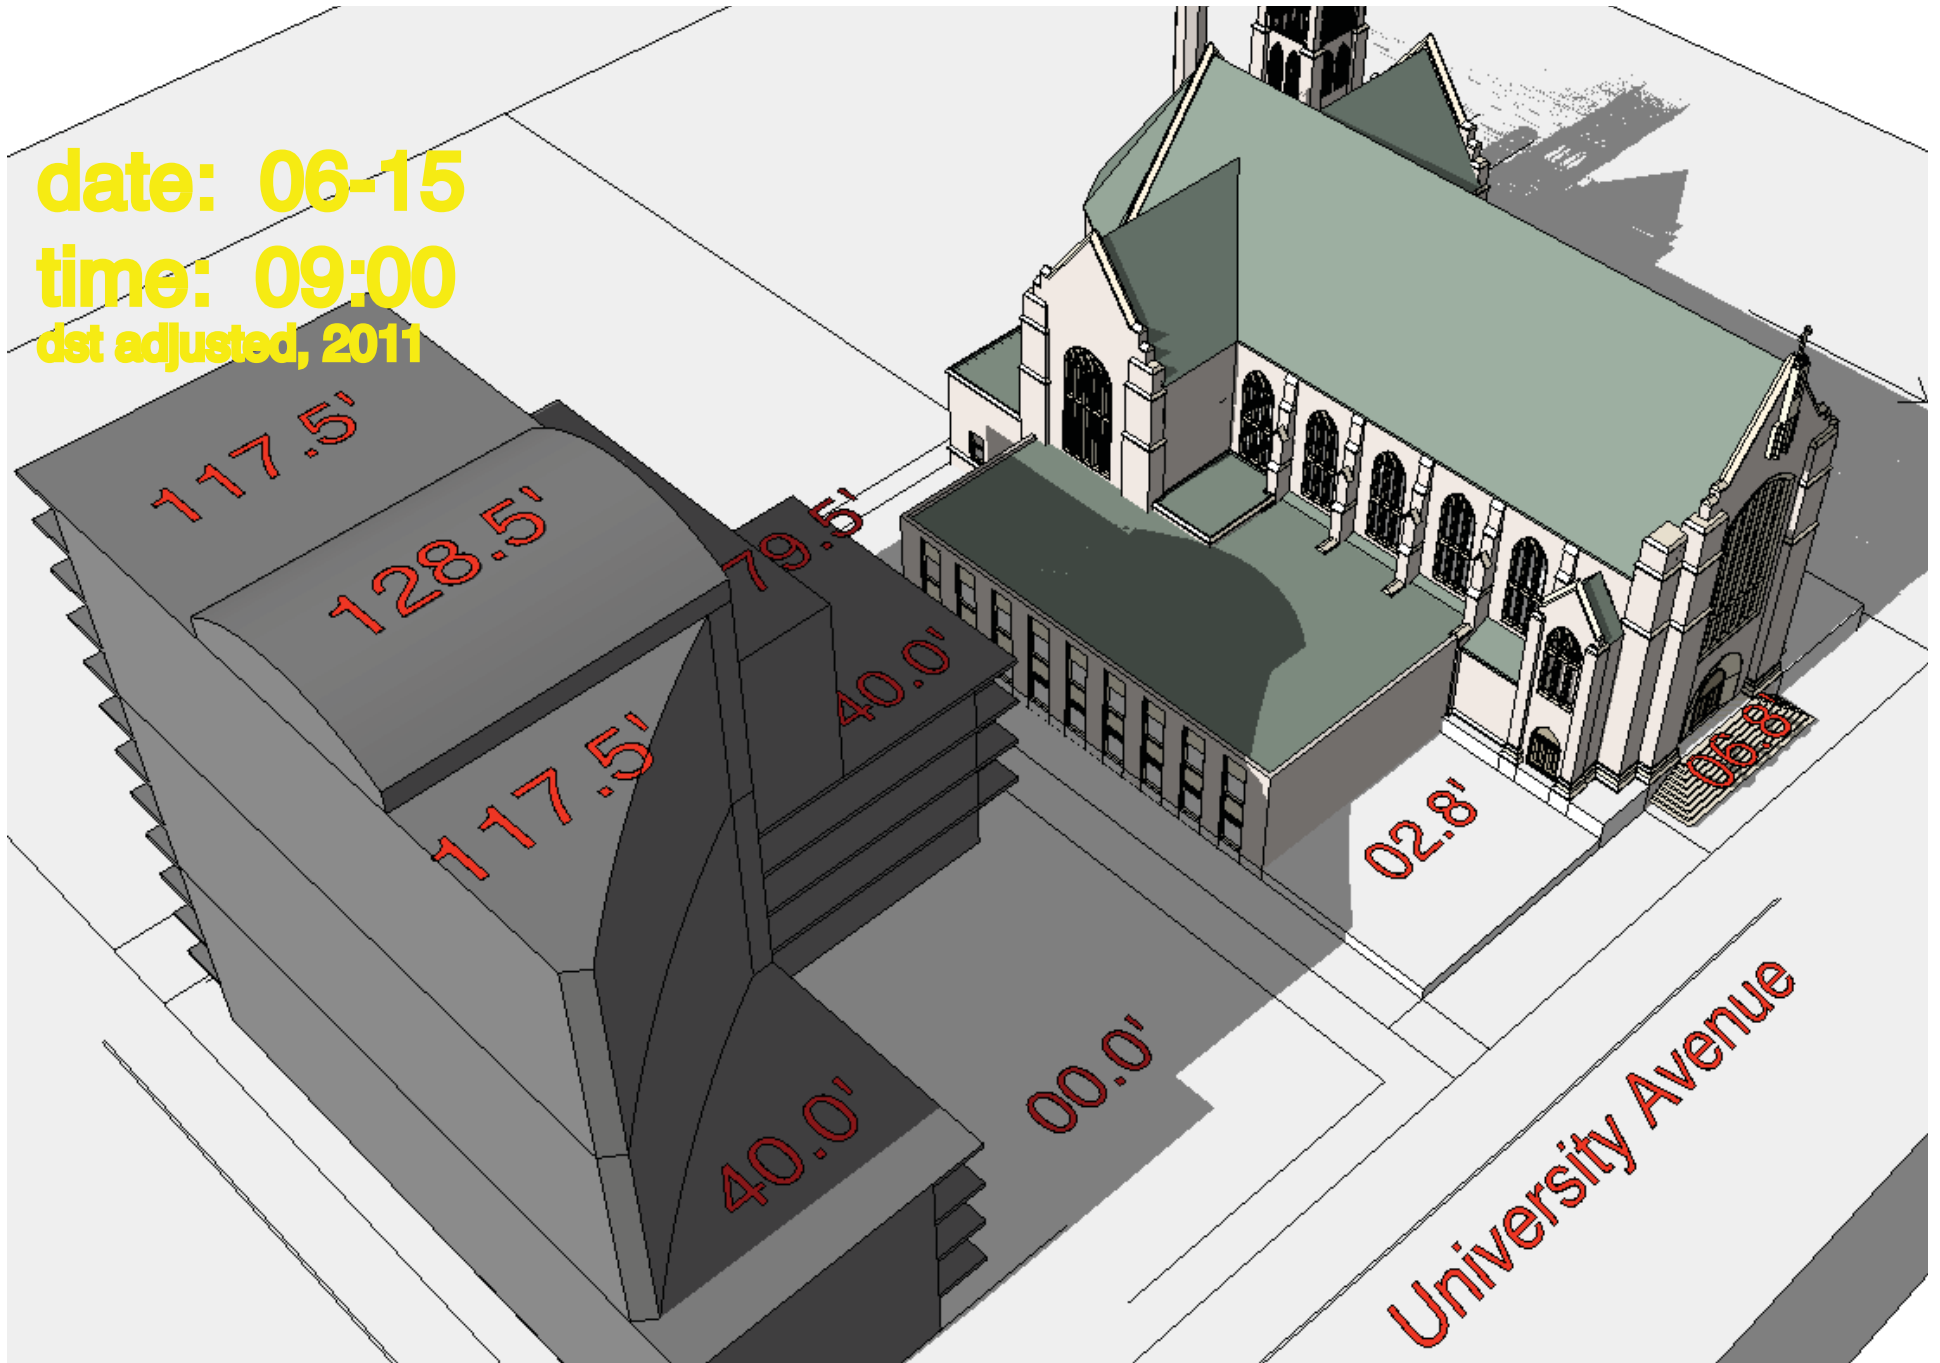 date: 06-15
time: 09:00
dst adjusted, 2011
117.5'
128.5'
79.5'
117.5'
40.0'
06.8'
02.8'
00.0'
40.0'
University Avenue